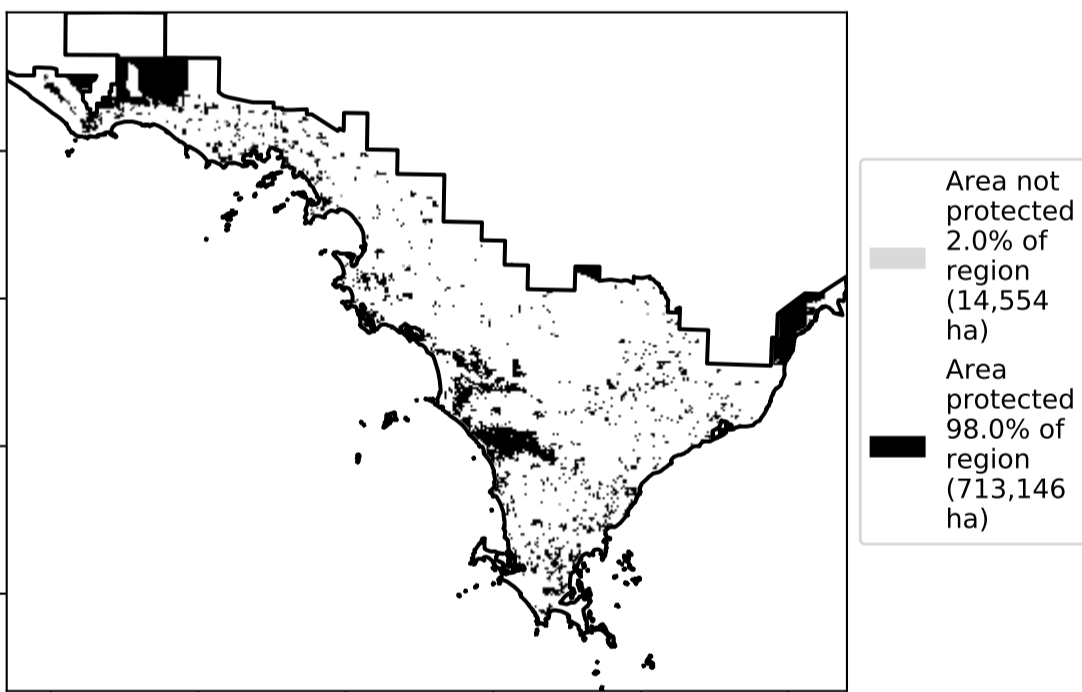 Area not
protected
2.0% of
region
(14,554
ha)
Area
protected
98.0% of
region
(713,146
ha)